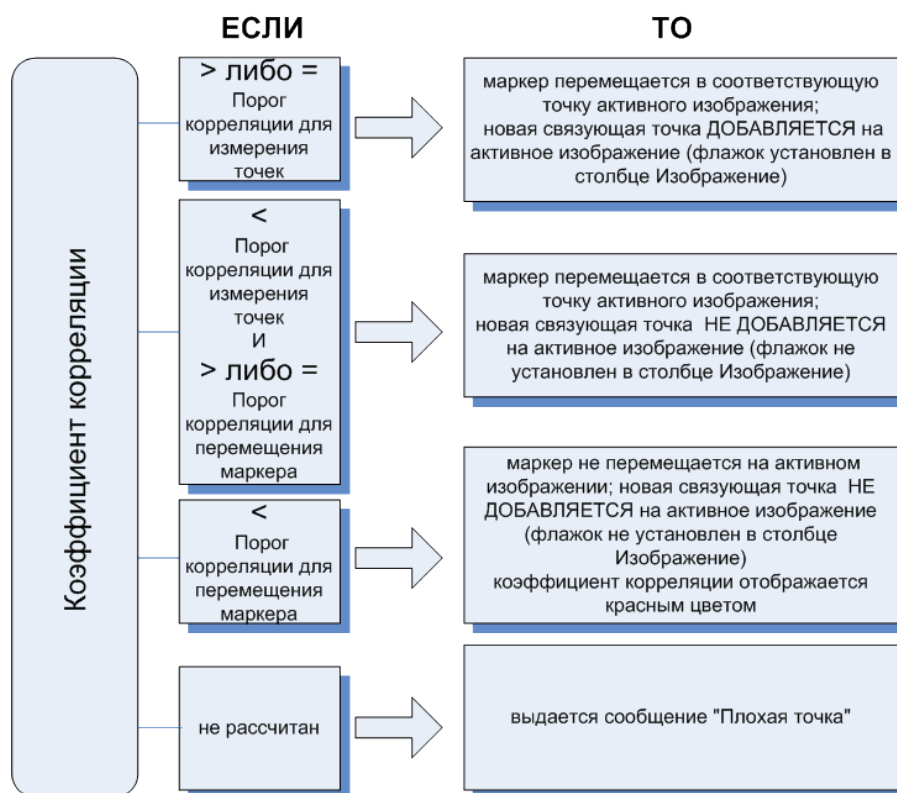 ЕСЛИ
ТО
Коэффициент корреляции
> либо =
Порог
корреляции для
измерения
точек
маркер перемещается в соответствующую
точку активного изображения;
новая связующая точка ДОБАВЛЯЕТСЯ на
активное изображение (флажок установлен в
столбце Изображение)
<
Порог
корреляции для
измерения
точек
И
> либо =
Порог
корреляции для
перемещения
маркера
маркер перемещается в соответствующую
точку активного изображения;
новая связующая точка НЕ ДОБАВЛЯЕТСЯ
на активное изображение (флажок не
установлен в столбце Изображение)
<
Порог
корреляции для
перемещения
маркера
маркер не перемещается на активном
изображении; новая связующая точка НЕ
ДОБАВЛЯЕТСЯ на активное изображение
(флажок не установлен в столбце
Изображение)
коэффициент корреляции отображается
красным цветом
не рассчитан
выдается сообщение "Плохая точка"